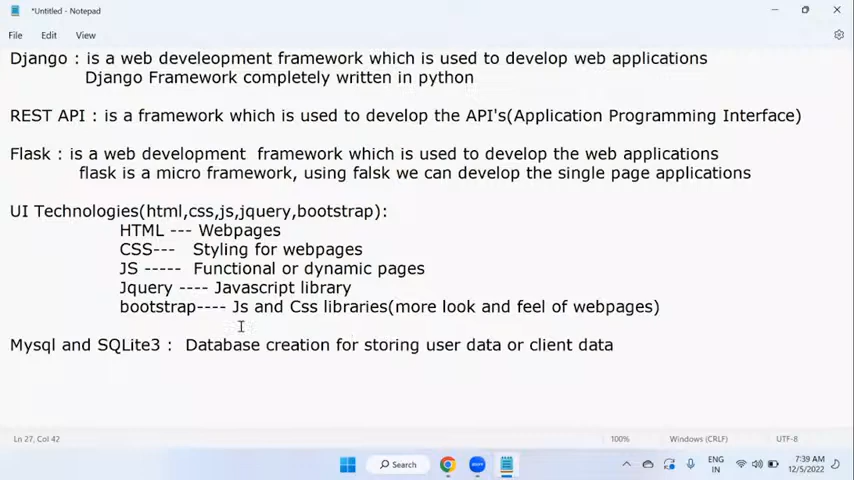 *Untitled - Notepad
File Edit View
Django : is a web develeopment framework which is used to develop web applications
Django Framework completely written in python
REST API : is a framework which is used to develop the API's(Application Programming Interface)
Flask : is a web development framework which is used to develop the web applications
flask is a micro framework, using falsk we can develop the single page applications
UI Technologies(html,css,js,jquery,bootstrap):
HTML --- Webpages
CSS--- Styling for webpages
JS ----- Functional or dynamic pages
Jquery ---- Javascript library
bootstrap---- Js and Css libraries(more look and feel of webpages)
Mysql and SQLite3 : Database creation for storing user data or client data
Ln 27, Col 42 100% Windows (CRLF) UTF-8
Search ENG IN 7:39 AM 12/5/2022